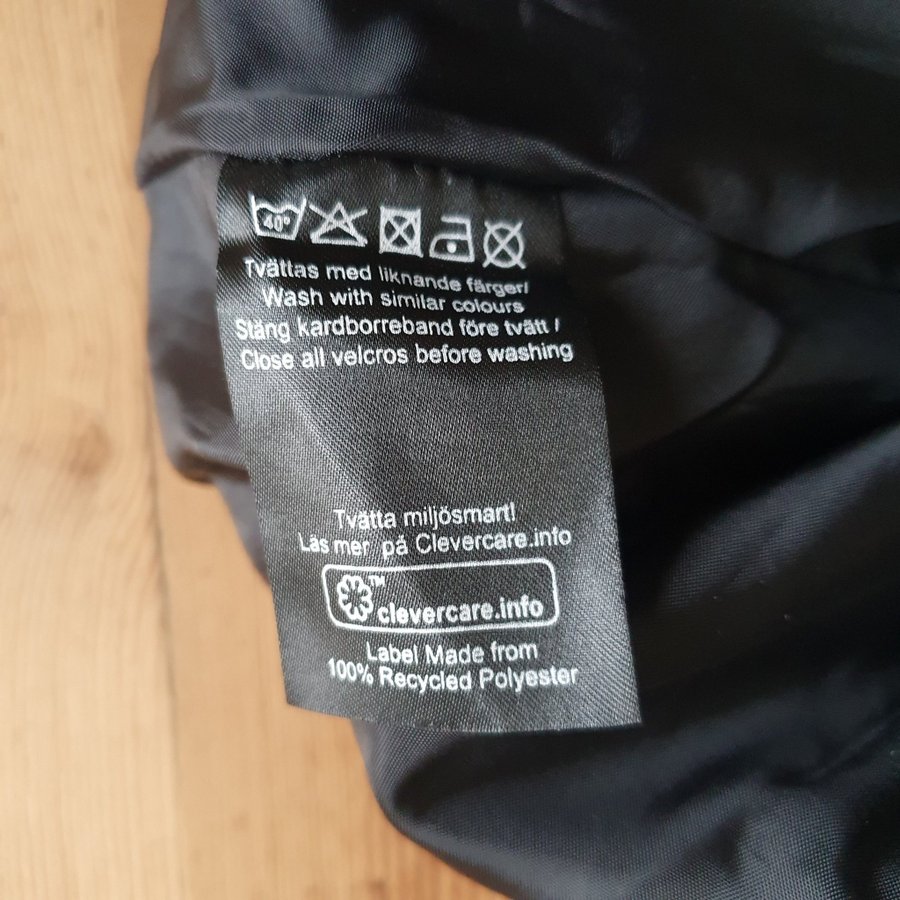 40°
Tvättas med liknande färger/
Wash with similar colours
Stäng kardborreband före tvätt /
Close all velcros before washing
Tvätta miljösmart!
Läs mer på Clevercare.info
™
clevercare.info
Label Made from
100% Recycled Polyester